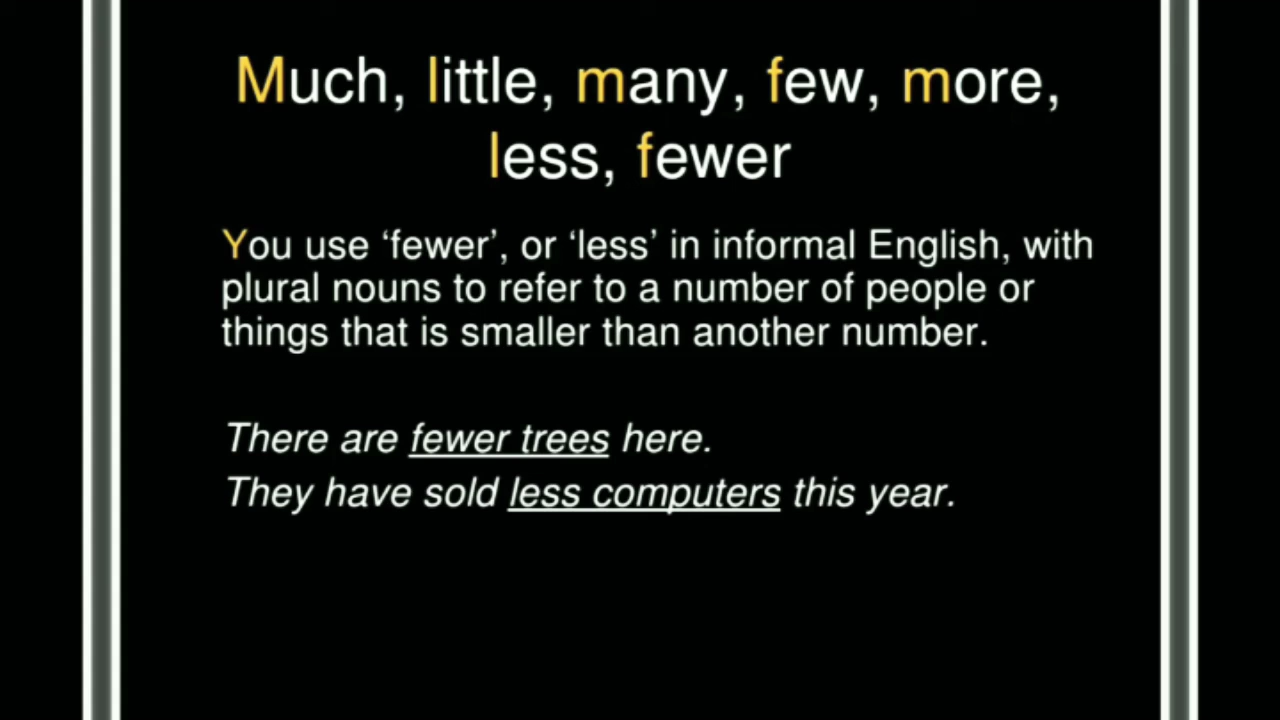 Much, little, many, few, more,
less, fewer
You use ‘fewer’, or ‘less’ in informal English, with
plural nouns to refer to a number of people or
things that is smaller than another number.
There are fewer trees here.
They have sold less computers this year.